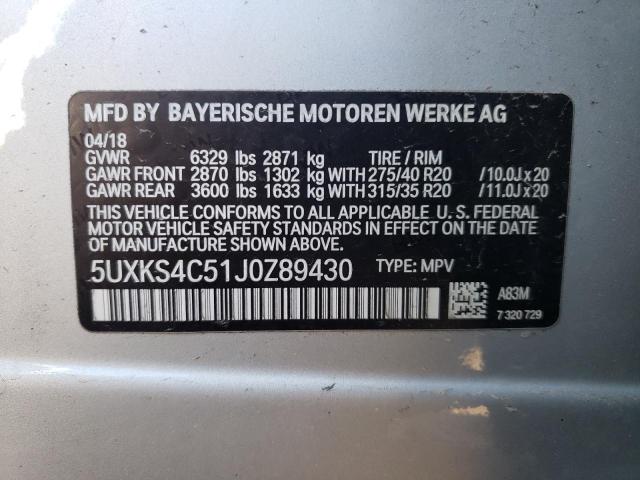 MFD BY BAYERISCHE MOTOREN WERKE AG
04/18
GVWR 6329 lbs 2871 kg TIRE / RIM
GAWR FRONT 2870 lbs 1302 kg WITH 275/40 R20 / 10.0J x 20
GAWR REAR 3600 lbs 1633 kg WITH 315/35 R20 / 11.0J x 20
THIS VEHICLE CONFORMS TO ALL APPLICABLE U. S. FEDERAL
MOTOR VEHICLE SAFETY STANDARDS IN EFFECT ON THE DATE
OF MANUFACTURE SHOWN ABOVE.
5UXKS4C51J0Z89430 TYPE: MPV
A83M
7 320 729